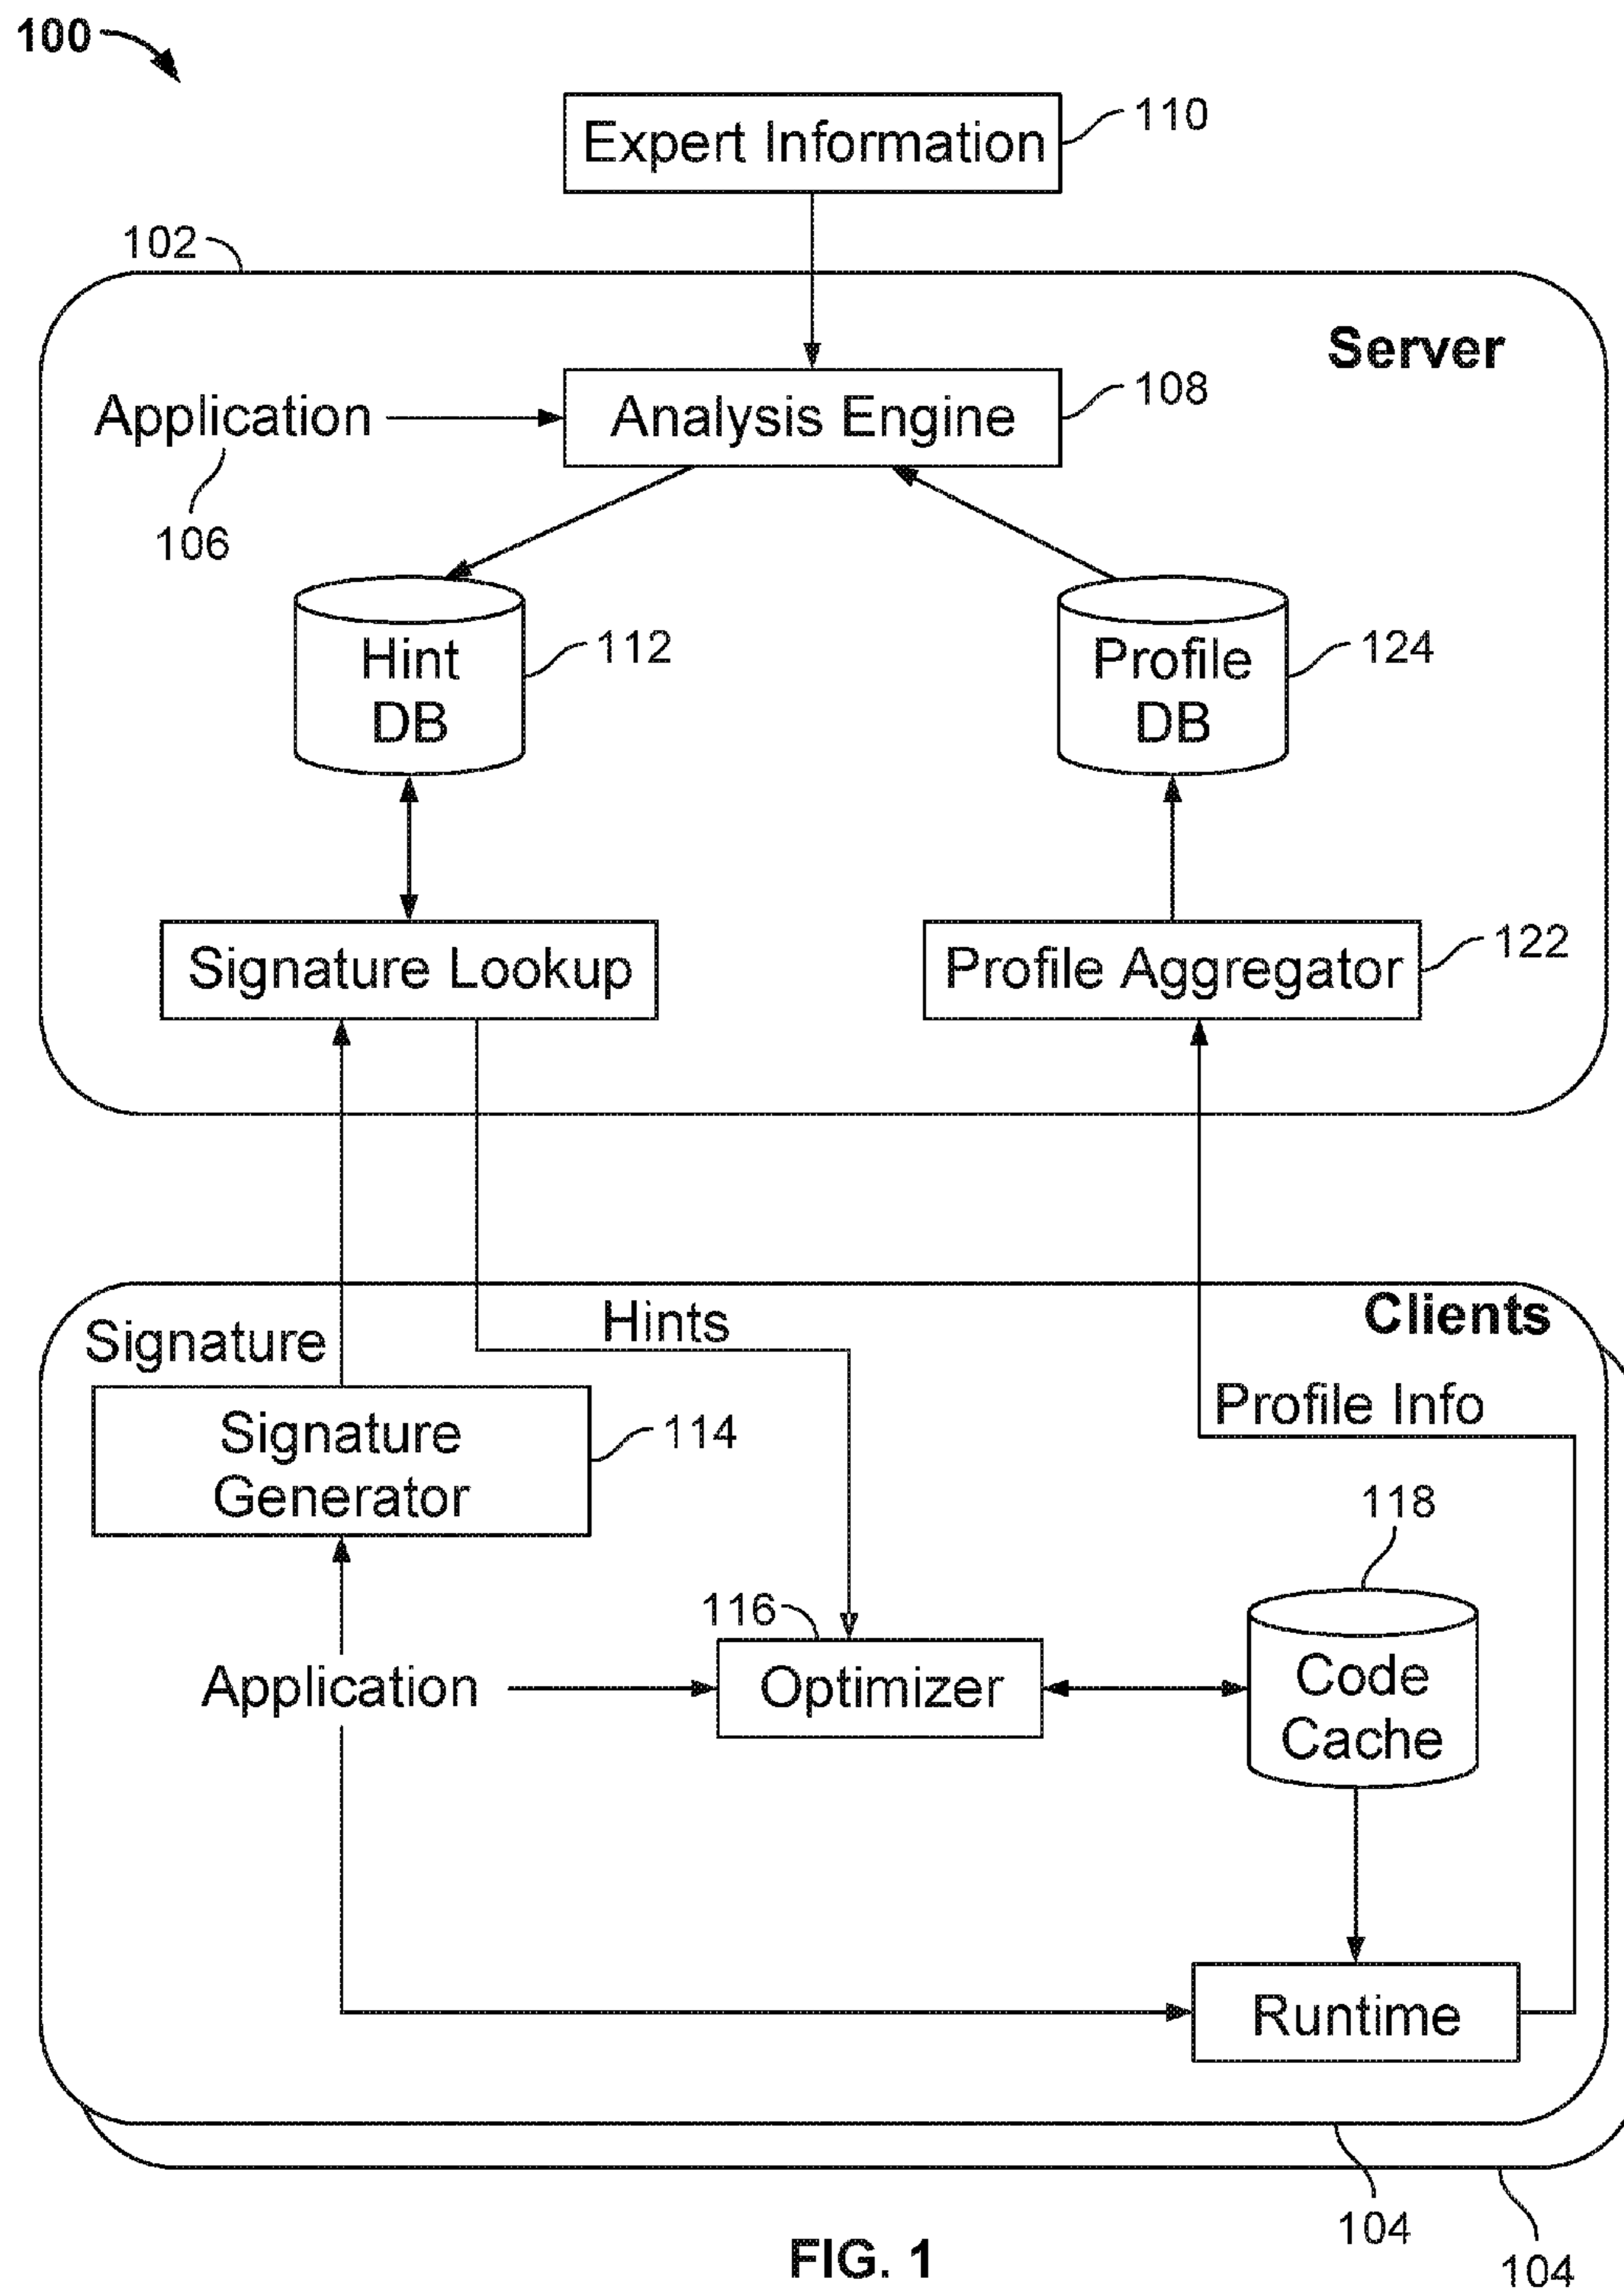 100
Expert Information
110
102
Server
Application
106
Analysis Engine
108
Hint
DB
112
Profile
DB
124
Signature Lookup
Profile Aggregator
122
Clients
Signature
Hints
Profile Info
Signature
Generator
114
118
116
Application
Optimizer
Code
Cache
Runtime
104
104
FIG. 1